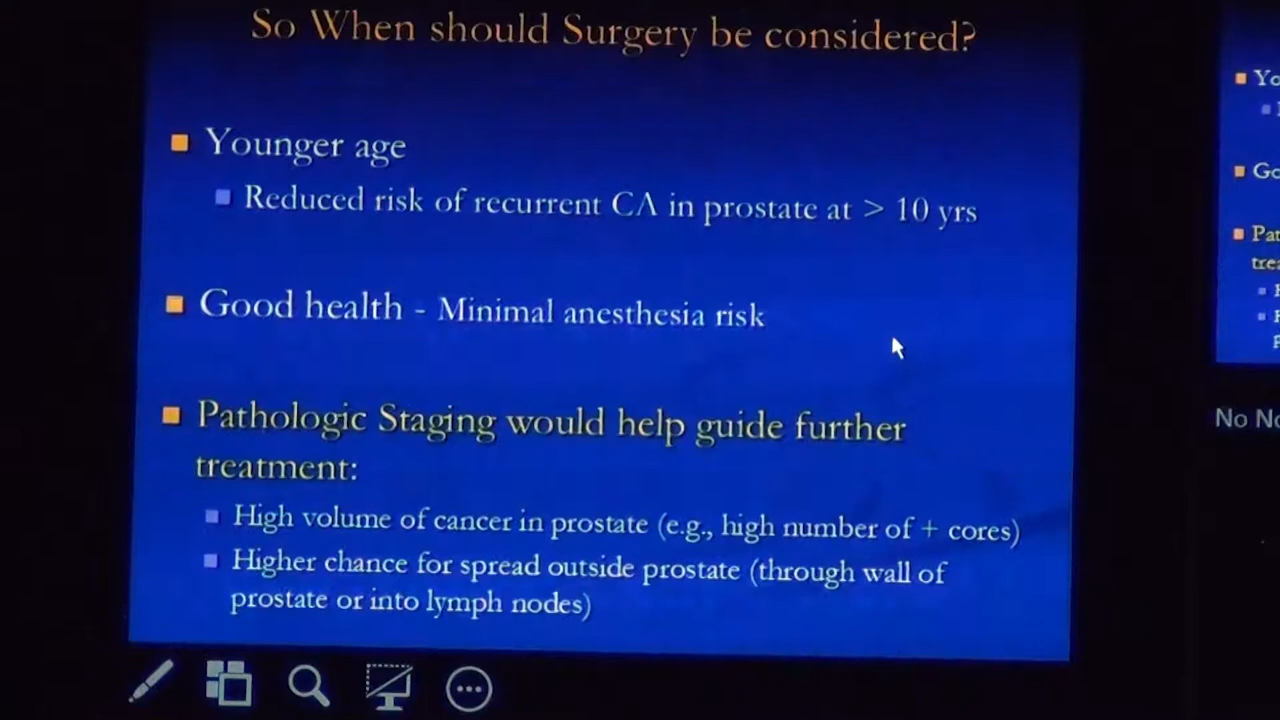 So When should Surgery be considered?
Younger age
Reduced risk of recurrent CA in prostate at > 10 yrs
Good health - Minimal anesthesia risk
Pathologic Staging would help guide further
treatment:
High volume of cancer in prostate (e.g., high number of + cores)
Higher chance for spread outside prostate (through wall of
prostate or into lymph nodes)
No